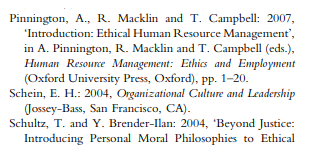 Pinnington, A., R. Macklin and T. Campbell: 2007,
'Introduction: Ethical Human Resource Management',
in A. Pinnington, R. Macklin and T. Campbell (eds.),
Human Resource Management: Ethics and Employment
(Oxford University Press, Oxford), pp. 1–20.
Schein, E. H.: 2004, Organizational Culture and Leadership
(Jossey-Bass, San Francisco, CA).
Schultz, T. and Y. Brender-Ilan: 2004, 'Beyond Justice:
Introducing Personal Moral Philosophies to Ethical